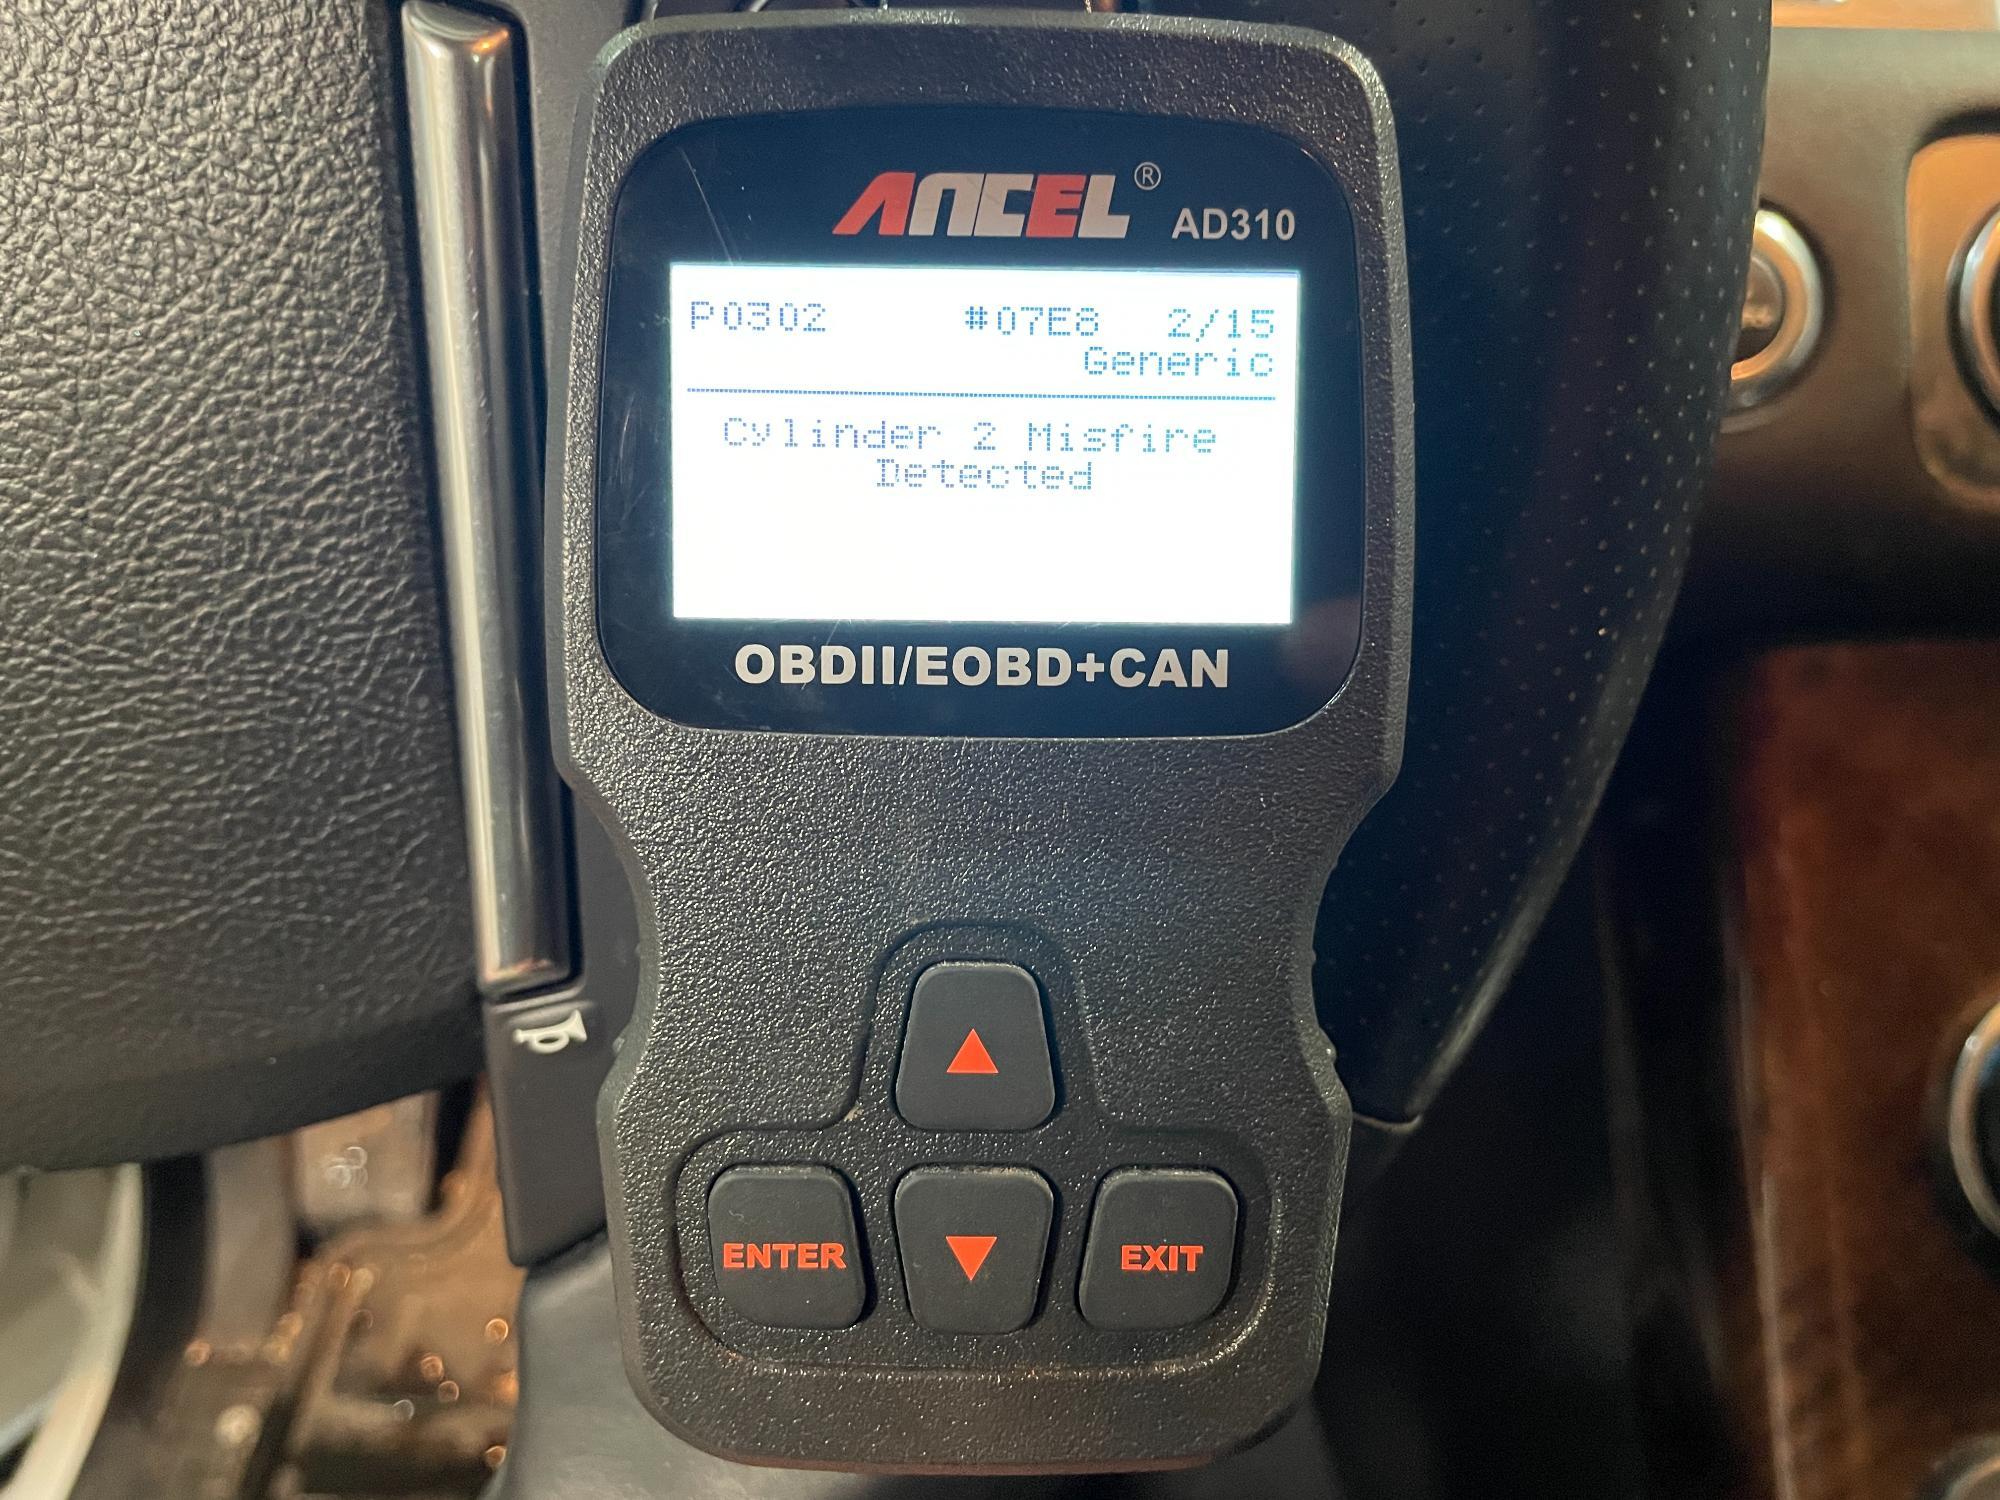 ANCEL® AD310
P0302 #07E8 2/15
Generic
Cylinder 2 Misfire
Detected
OBDII/EOBD+CAN
ENTER EXIT